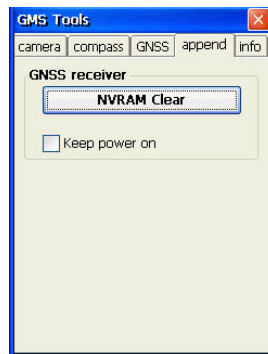 GMS Tools
camera compass GNSS append info
GNSS receiver
NVRAM Clear
Keep power on